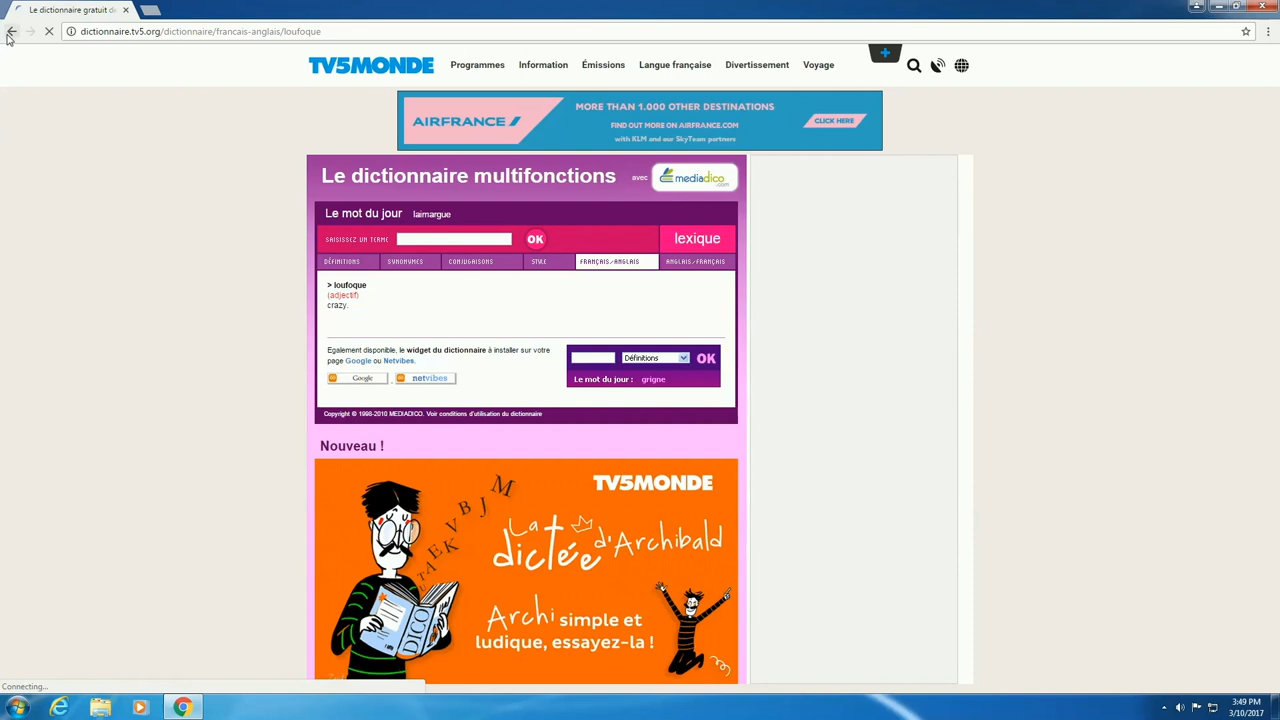 Le dictionnaire gratuit d
dictionnaire.tv5.org/dictionnaire/francais-anglais/loufoque
TV5MONDE
Programmes Information Émissions Langue française Divertissement Voyage
AIRFRANCE
MORE THAN 1.000 OTHER DESTINATIONS
FIND OUT MORE ON AIRFRANCE.COM
with KLM and our SkyTeam partners
CLICK HERE
Le dictionnaire multifonctions avec mediadico.com
Le mot du jour laimargue
SAISISSEZ UN TERME OK lexique
DÉFINITIONS SYNONYMES CONJUGAISONS STYLE FRANÇAIS/ANGLAIS ANGLAIS/FRANÇAIS
> loufoque
(adjectif)
crazy.
Egalement disponible, le widget du dictionnaire à installer sur votre
page Google ou Netvibes.
Google , netvibes
Définitions OK
Le mot du jour : grigne
Copyright © 1998-2010 MEDIADICO. Voir conditions d'utilisation du dictionnaire
Nouveau !
TV5MONDE
La dictée d'Archibald
Archi simple et
ludique, essayez-la !
M
J
B
V
K
E
A
T
DICO
Connecting...
3:49 PM
3/10/2017